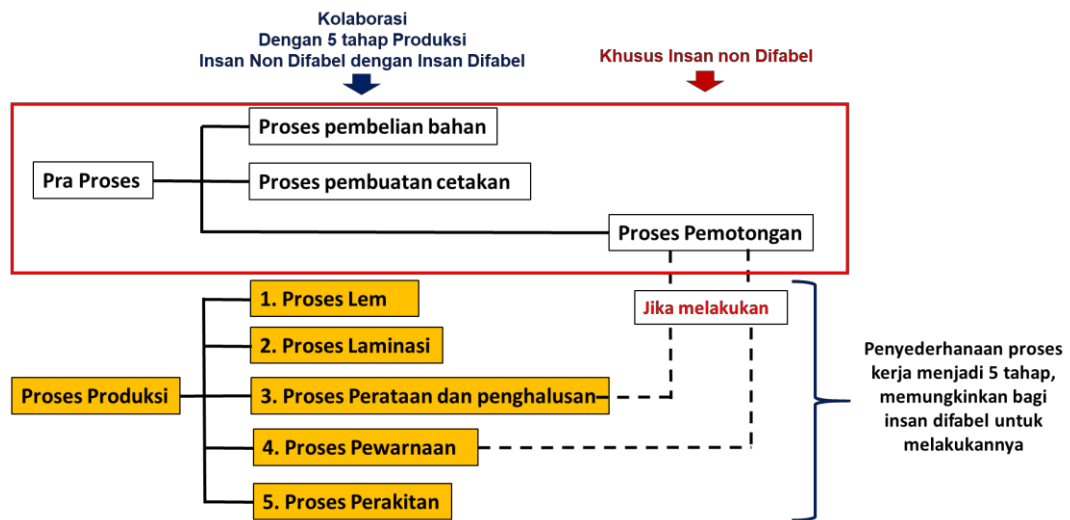 Kolaborasi
Dengan 5 tahap Produksi
Insan Non Difabel dengan Insan Difabel
Khusus Insan non Difabel
Proses pembelian bahan
Pra Proses
Proses pembuatan cetakan
Proses Pemotongan
1. Proses Lem
Jika melakukan
2. Proses Laminasi
Proses Produksi
3. Proses Perataan dan penghalusan
4. Proses Pewarnaan
5. Proses Perakitan
Penyederhanaan proses
kerja menjadi 5 tahap,
memungkinkan bagi
insan difabel untuk
melakukannya